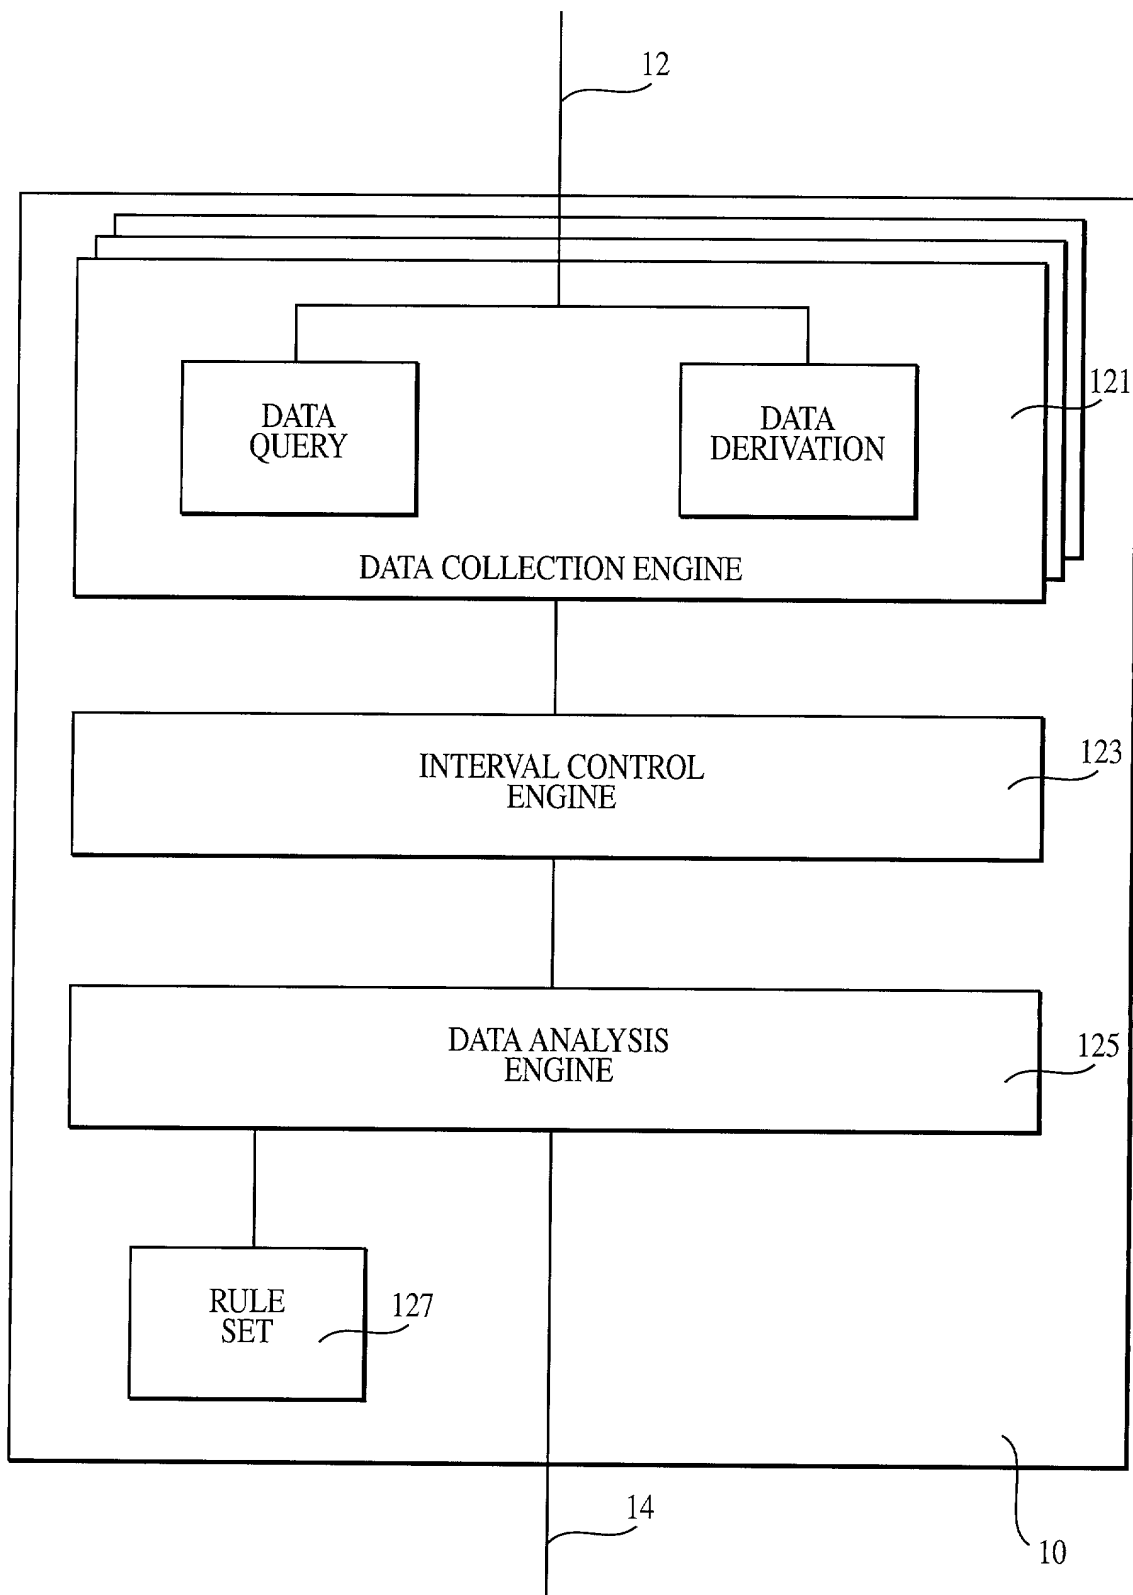 12
121
DATA
QUERY
DATA
DERIVATION
DATA COLLECTION ENGINE
123
INTERVAL CONTROL
ENGINE
125
DATA ANALYSIS
ENGINE
RULE
SET
127
14
10